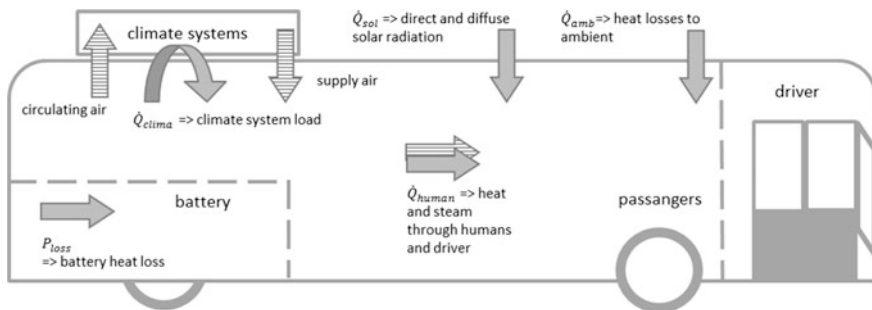 climate systems
Q̇sol => direct and diffuse
solar radiation
Q̇amb=> heat losses to
ambient
circulating air
supply air
driver
Q̇clima => climate system load
battery
Q̇human => heat
and steam
through humans
and driver
passangers
Ploss
=> battery heat loss